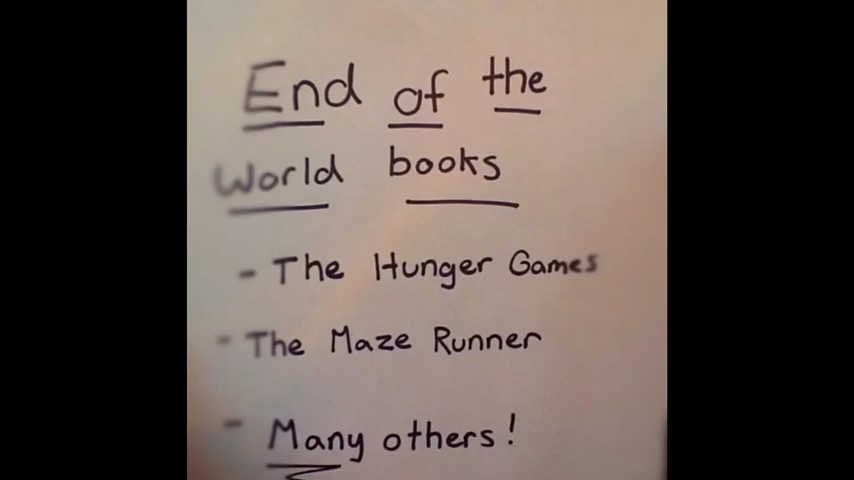 End of the
World books
- The Hunger Games
- The Maze Runner
- Many others!